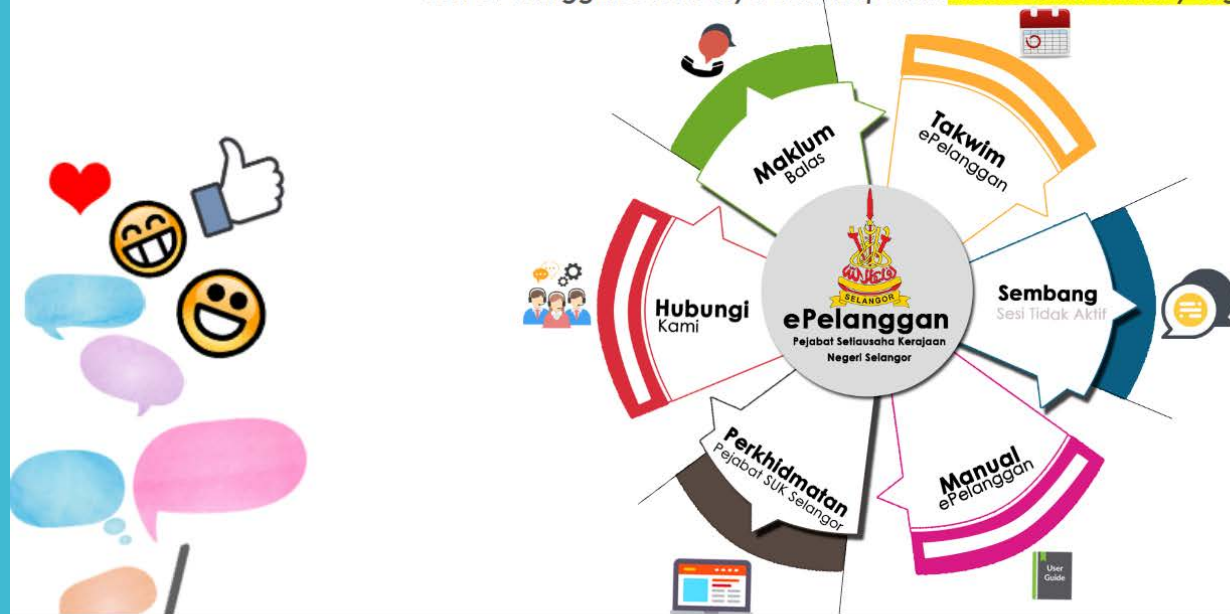 Maklum
Balas
Takwim
ePelanggan
Hubungi
Kami
SELANGOR
ePelanggan
Pejabat Setiausaha Kerajaan
Negeri Selangor
Sembang
Sesi Tidak Aktif
Perkhidmatan
Pejabat SUK Selangor
Manual
ePelanggan
User
Guide